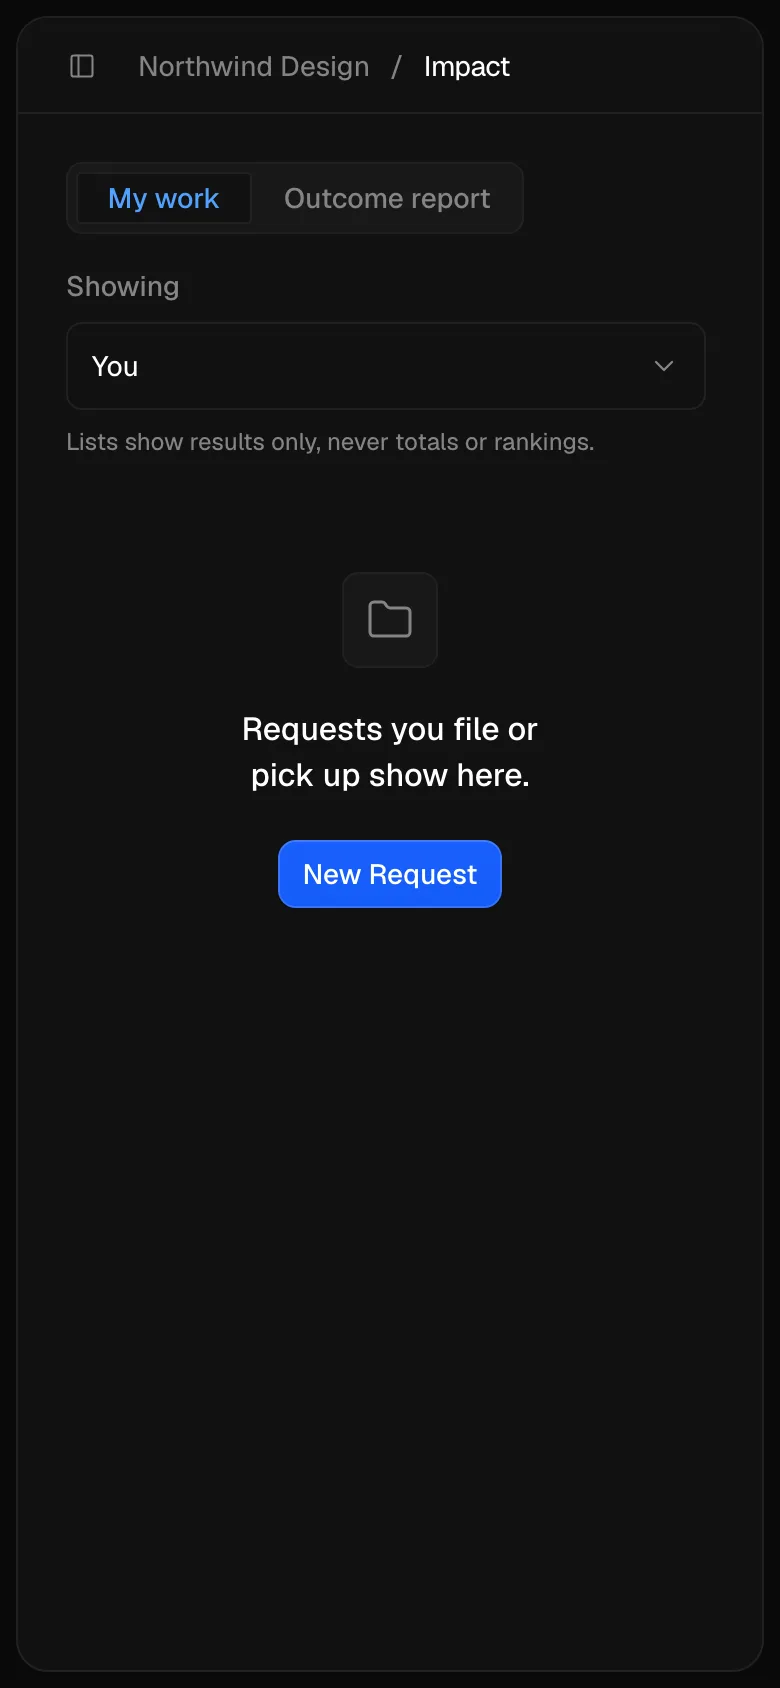 Northwind Design / Impact
My work
Outcome report
Showing
You
Lists show results only, never totals or rankings.
Requests you file or
pick up show here.
New Request